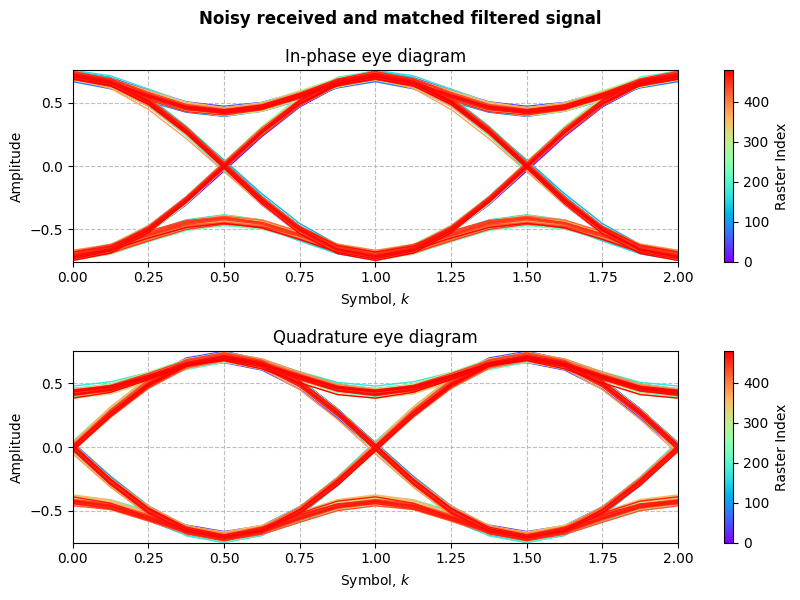 Noisy received and matched filtered signal
In-phase eye diagram
Amplitude
0.5
0.0
−0.5
0.00 0.25 0.50 0.75 1.00 1.25 1.50 1.75 2.00
Symbol, k
400
300
200
100
0
Raster Index
Quadrature eye diagram
Amplitude
0.5
0.0
−0.5
0.00 0.25 0.50 0.75 1.00 1.25 1.50 1.75 2.00
Symbol, k
400
300
200
100
0
Raster Index